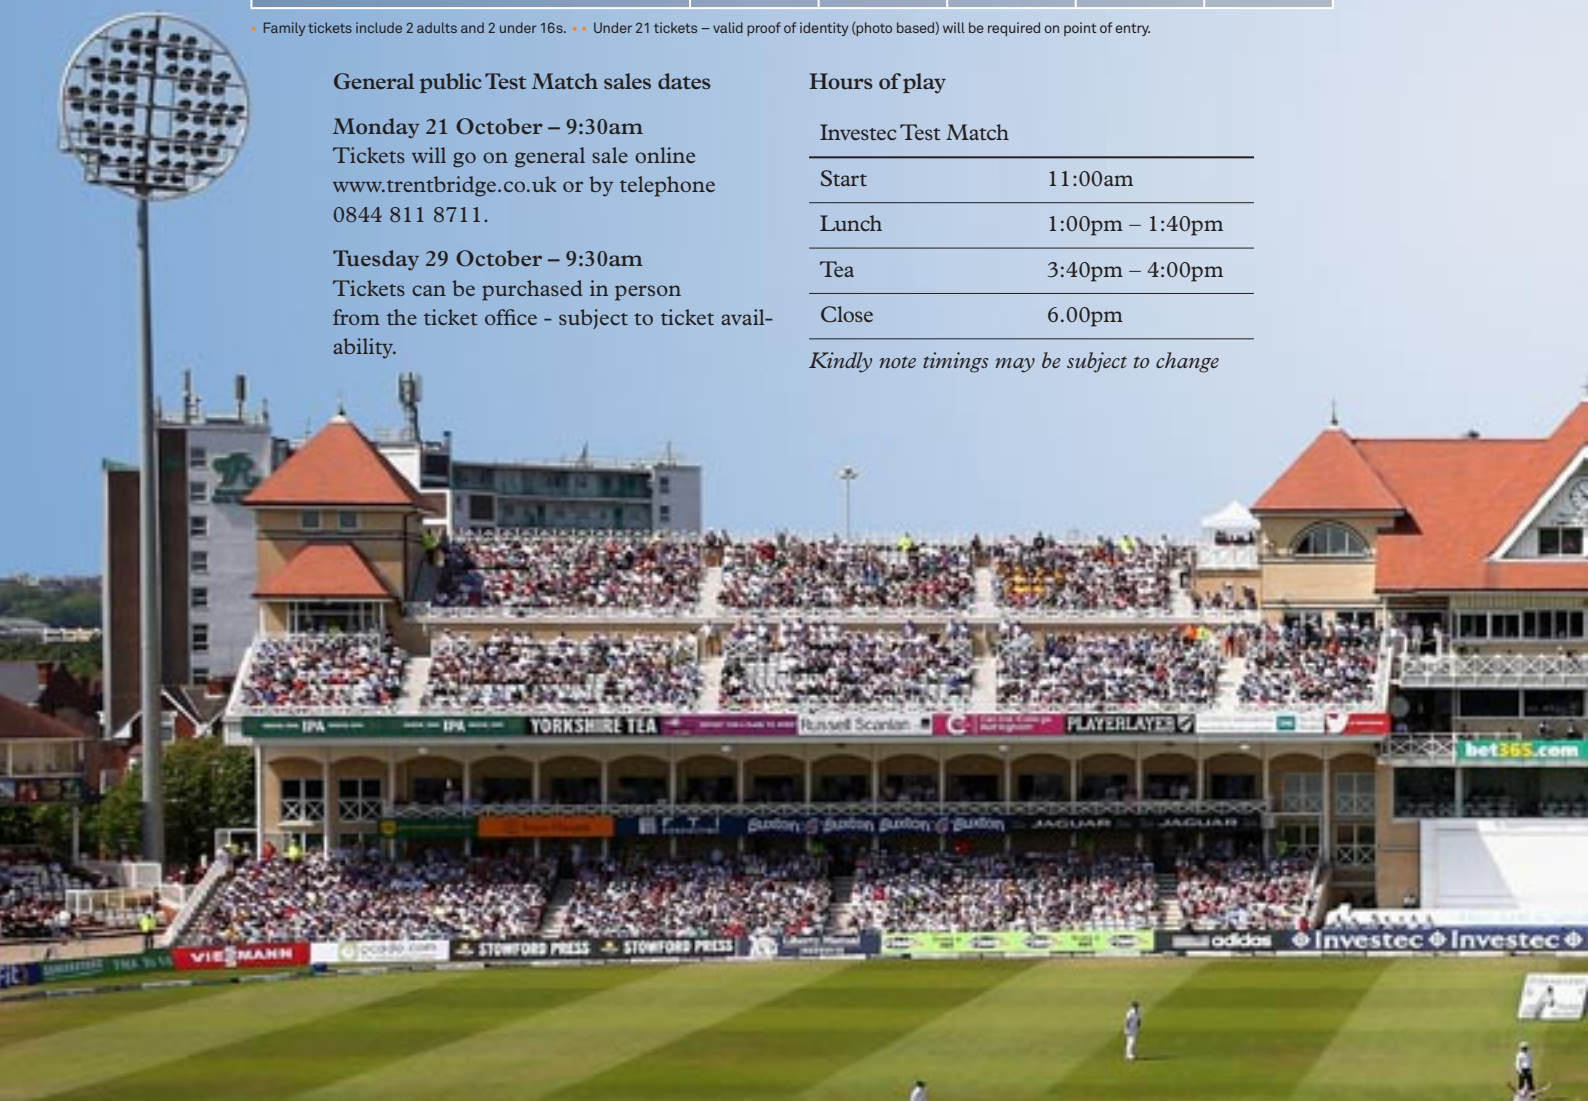 • Family tickets include 2 adults and 2 under 16s. • • Under 21 tickets – valid proof of identity (photo based) will be required on point of entry.
General public Test Match sales dates
Monday 21 October – 9:30am
Tickets will go on general sale online
www.trentbridge.co.uk or by telephone
0844 811 8711.
Tuesday 29 October – 9:30am
Tickets can be purchased in person
from the ticket office - subject to ticket avail-
ability.
Hours of play
Investec Test Match
Start 11:00am
Lunch 1:00pm – 1:40pm
Tea 3:40pm – 4:00pm
Close 6.00pm
Kindly note timings may be subject to change
IPA IPA YORKSHIRE TEA Russell Scanlan PLAYERLAYER
bet365.com
FTI Buxton Buxton Buxton Buxton JAGUAR JAGUAR
VIESSMANN ocado.com STOWFORD PRESS STOWFORD PRESS adidas Investec Investec